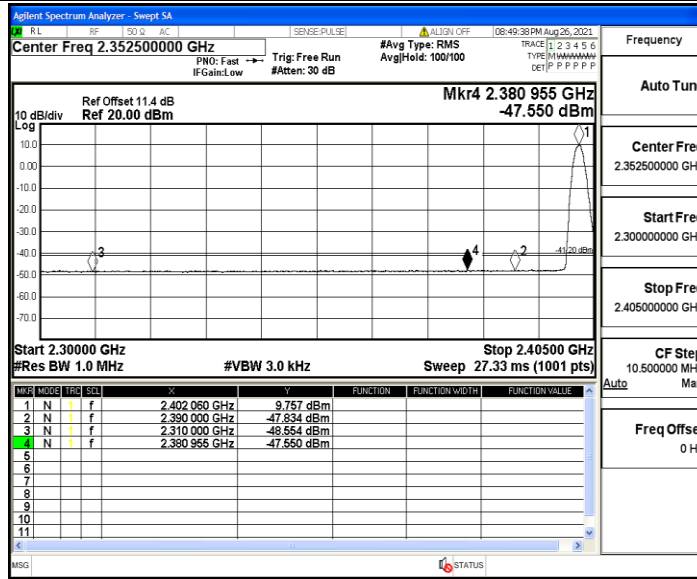 Agilent Spectrum Analyzer - Swept SA
RL RF 50 Ω AC SENSE:PULSE ALIGN OFF 08:49:38 PM Aug 26, 2021
Center Freq 2.352500000 GHz
PNO: Fast
IFGain:Low
Trig: Free Run
#Atten: 30 dB
#Avg Type: RMS
Avg|Hold: 100/100
TRACE 1 2 3 4 5 6
TYPE M WWWWW
DET P P P P P P
Frequency
Auto Tun
Center Fre
2.352500000 GH
Start Fre
2.300000000 GH
Stop Fre
2.405000000 GH
CF Ste
10.500000 MH
Auto Ma
Freq Offse
0 H
Mkr4 2.380 955 GHz
-47.550 dBm
Ref Offset 11.4 dB
10 dB/div Ref 20.00 dBm
Log
10.0
0.00
-10.0
-20.0
-30.0
-40.0
-50.0
-60.0
-70.0
1
2
3
4
-41.20 dBm
Start 2.30000 GHz Stop 2.40500 GHz
#Res BW 1.0 MHz #VBW 3.0 kHz Sweep 27.33 ms (1001 pts)
MKR MODE TRC SCL X Y FUNCTION FUNCTION WIDTH FUNCTION VALUE
1 N 1 f 2.402 060 GHz 9.757 dBm
2 N 1 f 2.390 000 GHz -47.834 dBm
3 N 1 f 2.310 000 GHz -48.554 dBm
4 N 1 f 2.380 955 GHz -47.550 dBm
5
6
7
8
9
10
11
MSG STATUS